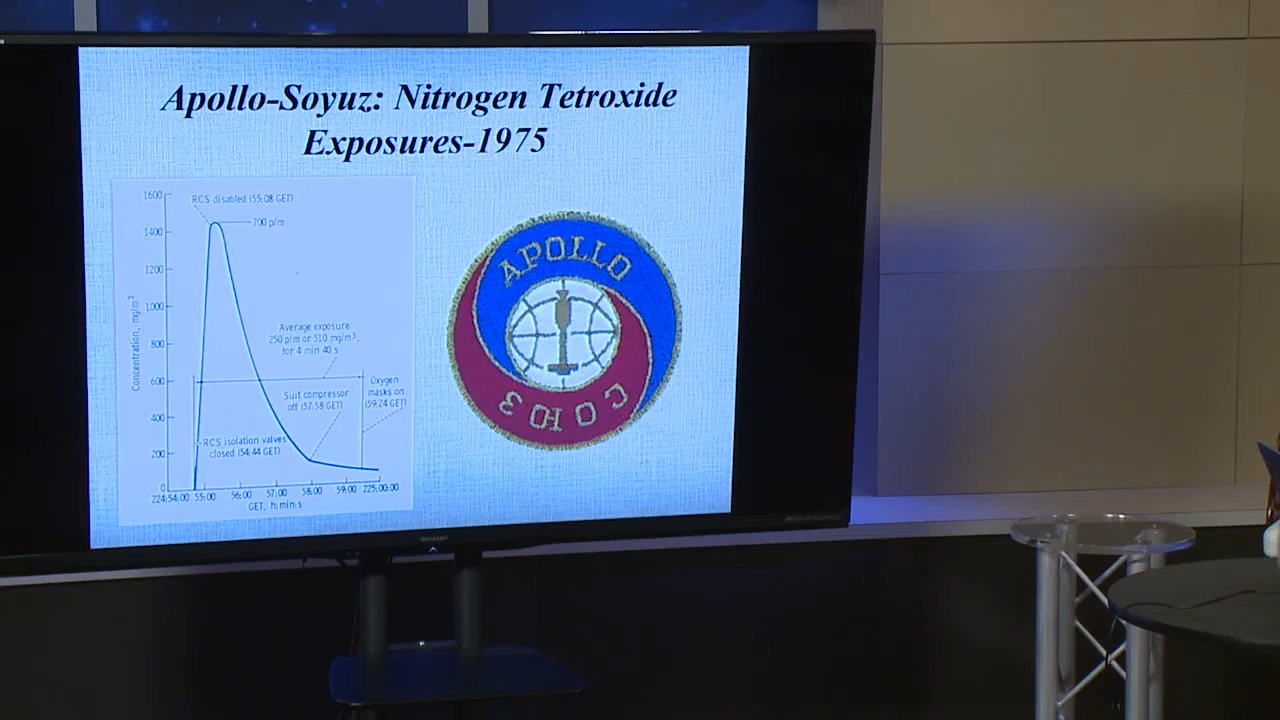 Apollo-Soyuz: Nitrogen Tetroxide
Exposures-1975
1600
1400
1200
1000
800
600
400
200
0
Concentration, mg/m³
RCS disabled (55:08 GET)
700 p/m
Average exposure
250 p/m or 510 mg/m³,
for 4 min 40 s
Suit compressor
off (57:58 GET)
Oxygen
masks on
(59:24 GET)
RCS isolation valves
closed (54:44 GET)
224:54:00 55:00 56:00 57:00 58:00 59:00 225:00:00
GET, h:min:s
APOLLO
СОЮЗ
SHARP